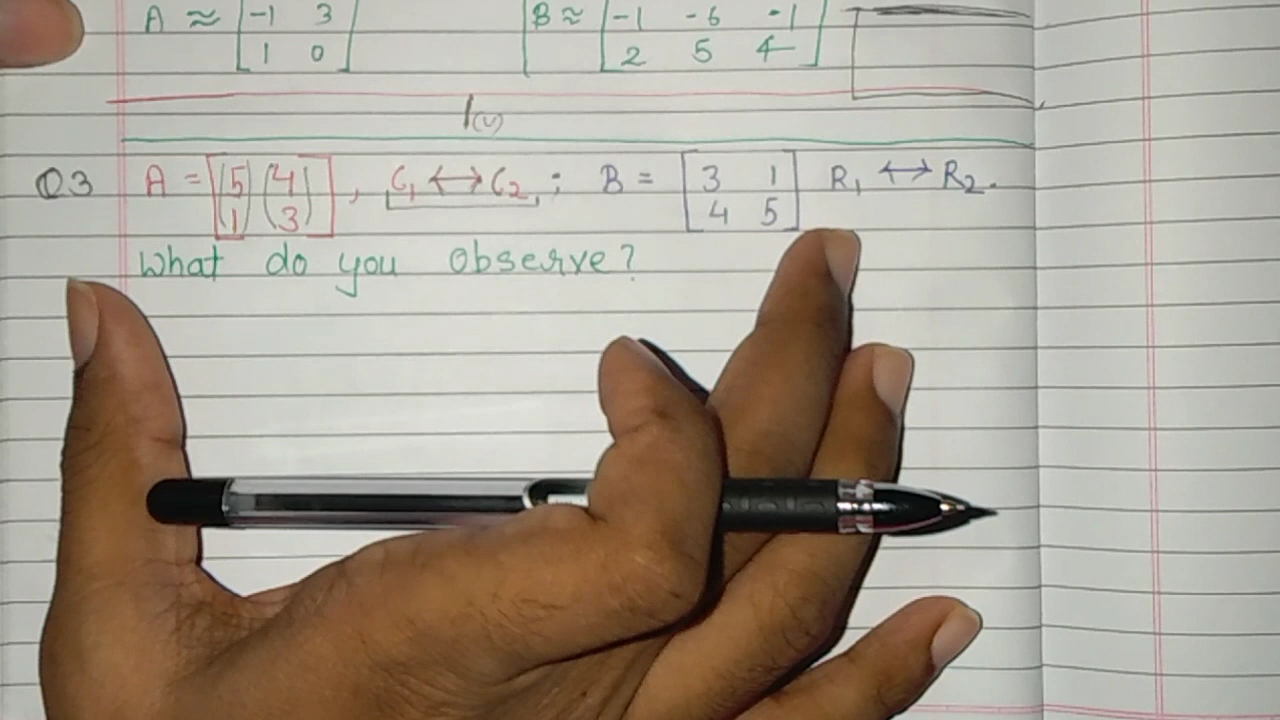 A ≈ [-1 3 B ≈ [-1 -6 -1
1 0] 2 5 4]
(v)
Q3 A = [5 4 , C₁ ↔ C₂ ; B = [3 1 R₁ ↔ R₂.
1 3] 4 5]
What do you observe?